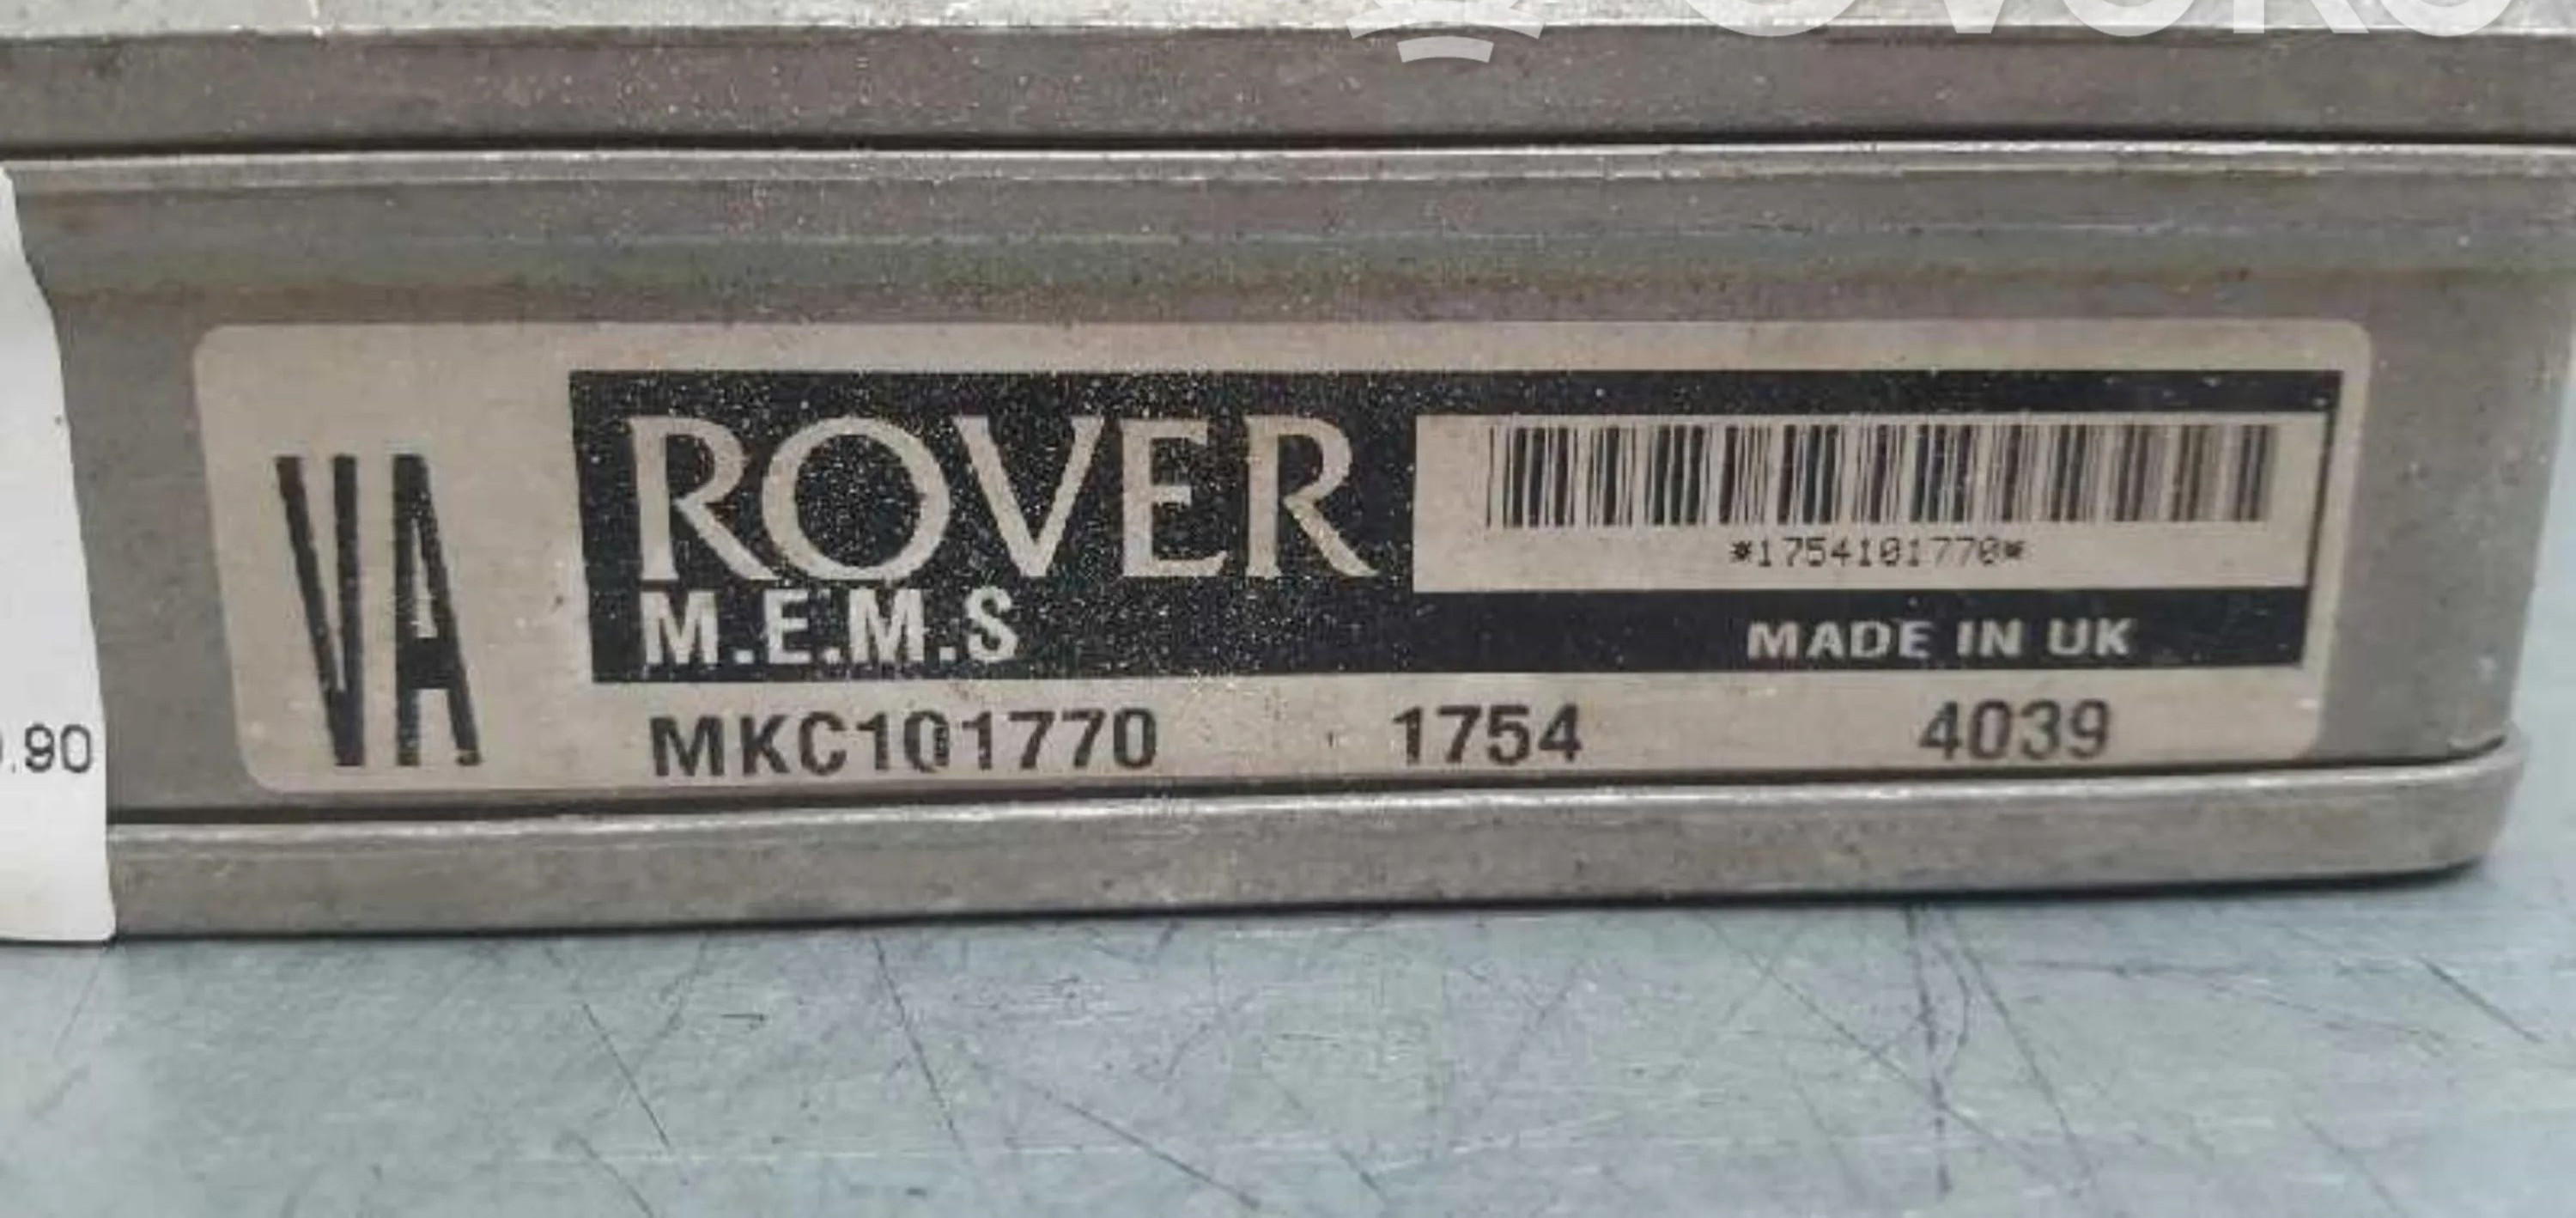 VA
ROVER
M.E.M.S
*1754101770*
MADE IN UK
MKC101770 1754 4039
.90